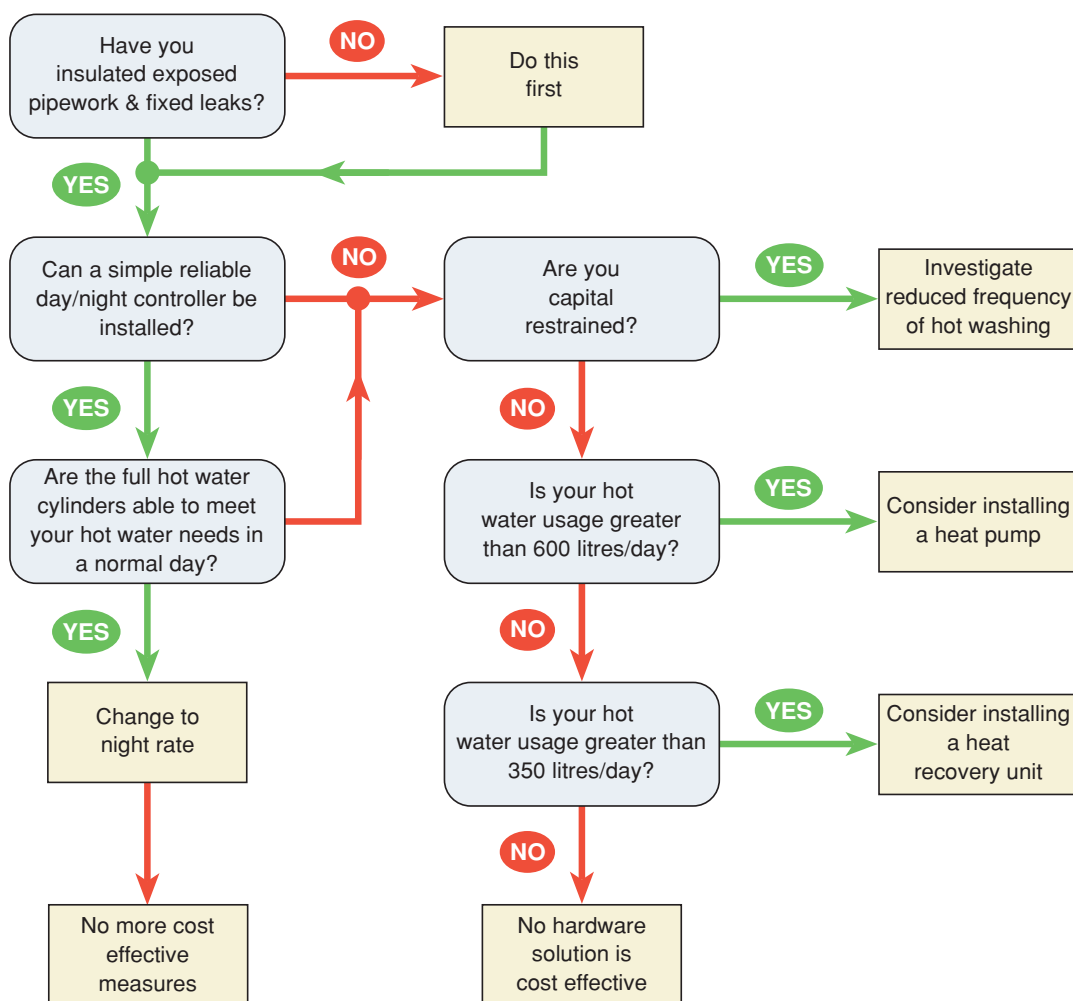 Have you
insulated exposed
pipework & fixed leaks?
NO
Do this
first
YES
Can a simple reliable
day/night controller be
installed?
NO
Are you
capital
restrained?
YES
Investigate
reduced frequency
of hot washing
YES
NO
Are the full hot water
cylinders able to meet
your hot water needs in
a normal day?
Is your hot
water usage greater
than 600 litres/day?
YES
Consider installing
a heat pump
YES
NO
Change to
night rate
Is your hot
water usage greater than
350 litres/day?
YES
Consider installing
a heat
recovery unit
NO
No more cost
effective
measures
No hardware
solution is
cost effective